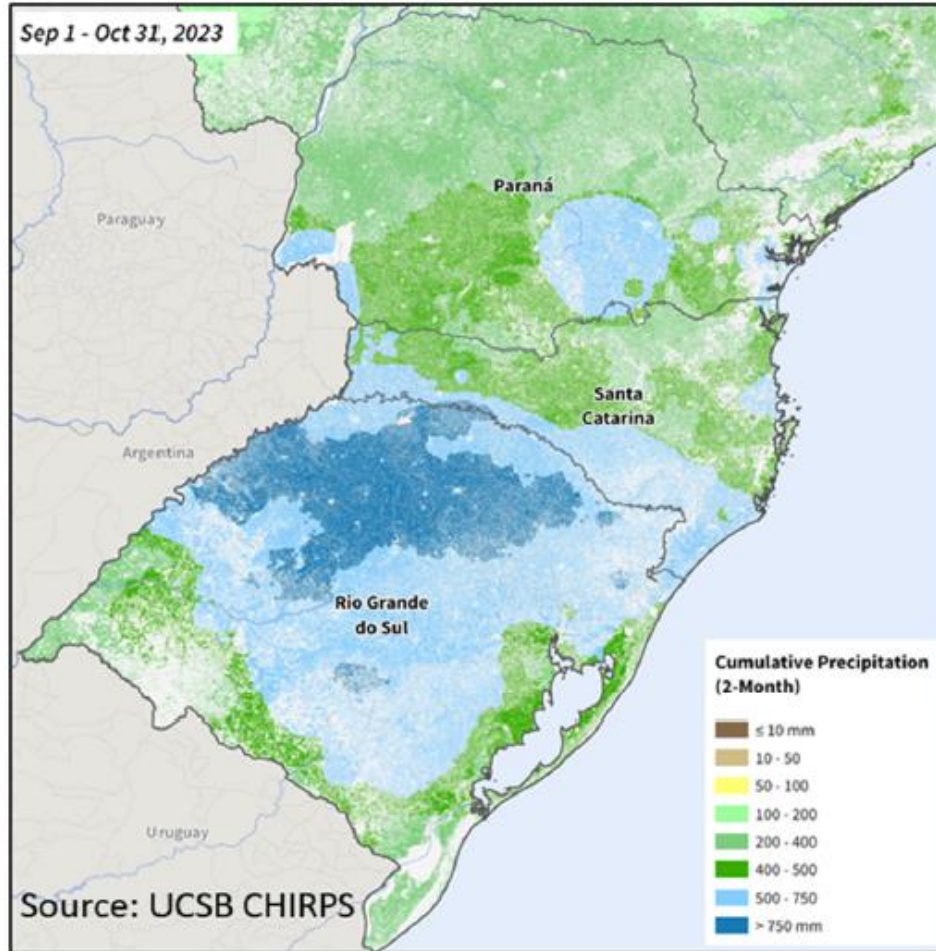 Sep 1 - Oct 31, 2023
Paraná
Paraguay
Santa
Catarina
Argentina
Rio Grande
do Sul
Uruguay
Cumulative Precipitation
(2-Month)
≤ 10 mm
10 - 50
50 - 100
100 - 200
200 - 400
400 - 500
500 - 750
> 750 mm
Source: UCSB CHIRPS